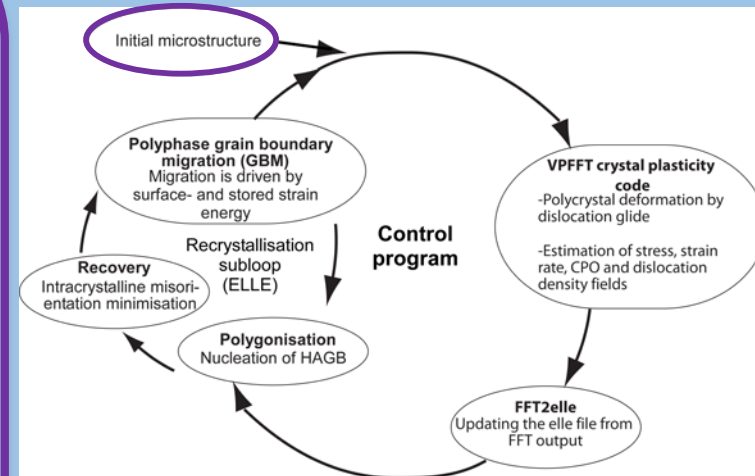 Initial microstructure
Polyphase grain boundary
migration (GBM)
Migration is driven by
surface- and stored strain
energy
VPFFT crystal plasticity
code
-Polycrystal deformation by
dislocation glide
-Estimation of stress, strain
rate, CPO and dislocation
density fields
Control
program
Recrystallisation
subloop
(ELLE)
Recovery
Intracrystalline misori-
entation minimisation
Polygonisation
Nucleation of HAGB
FFT2elle
Updating the elle file from
FFT output